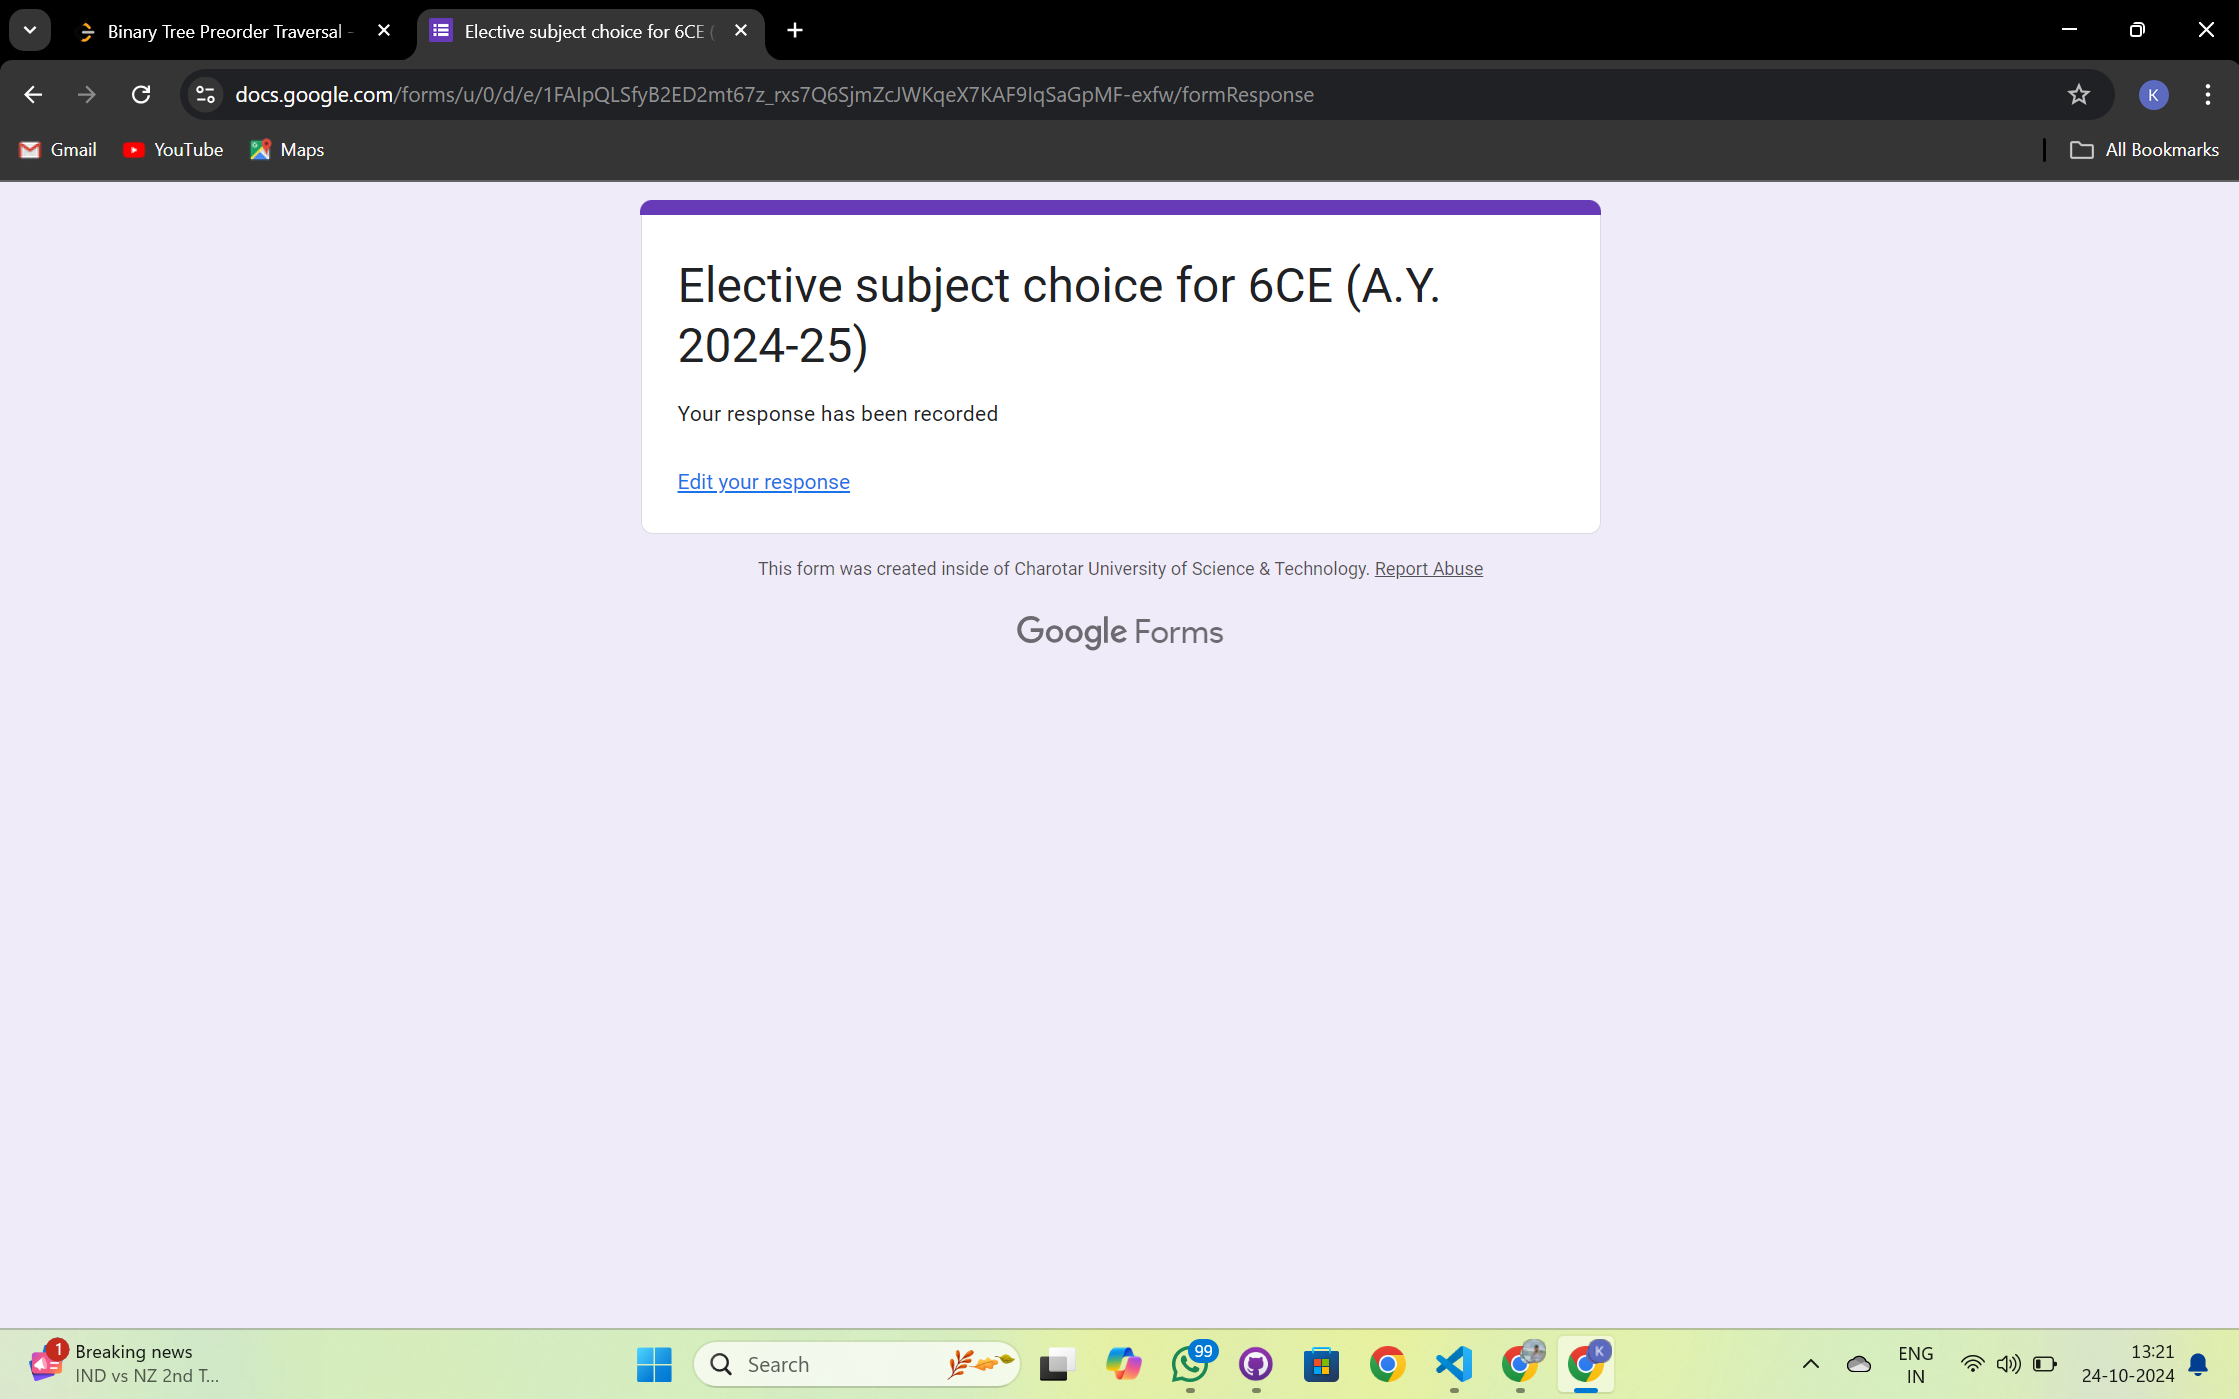 Binary Tree Preorder Traversal -
Elective subject choice for 6CE (
docs.google.com/forms/u/0/d/e/1FAIpQLSfyB2ED2mt67z_rxs7Q6SjmZcJWKqeX7KAF9IqSaGpMF-exfw/formResponse
K
Gmail
YouTube
Maps
All Bookmarks
Elective subject choice for 6CE (A.Y.
2024-25)
Your response has been recorded
Edit your response
This form was created inside of Charotar University of Science & Technology. Report Abuse
Google Forms
1
Breaking news
IND vs NZ 2nd T...
Search
99
K
ENG
IN
13:21
24-10-2024